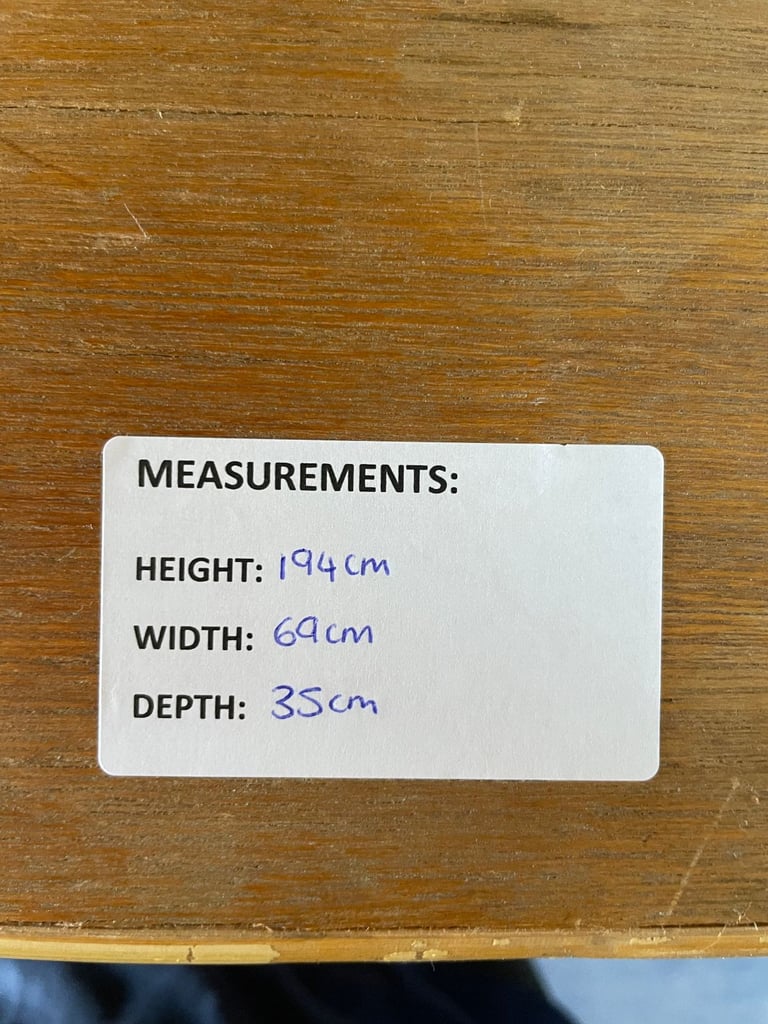 MEASUREMENTS:
HEIGHT: 194cm
WIDTH: 69cm
DEPTH: 35cm